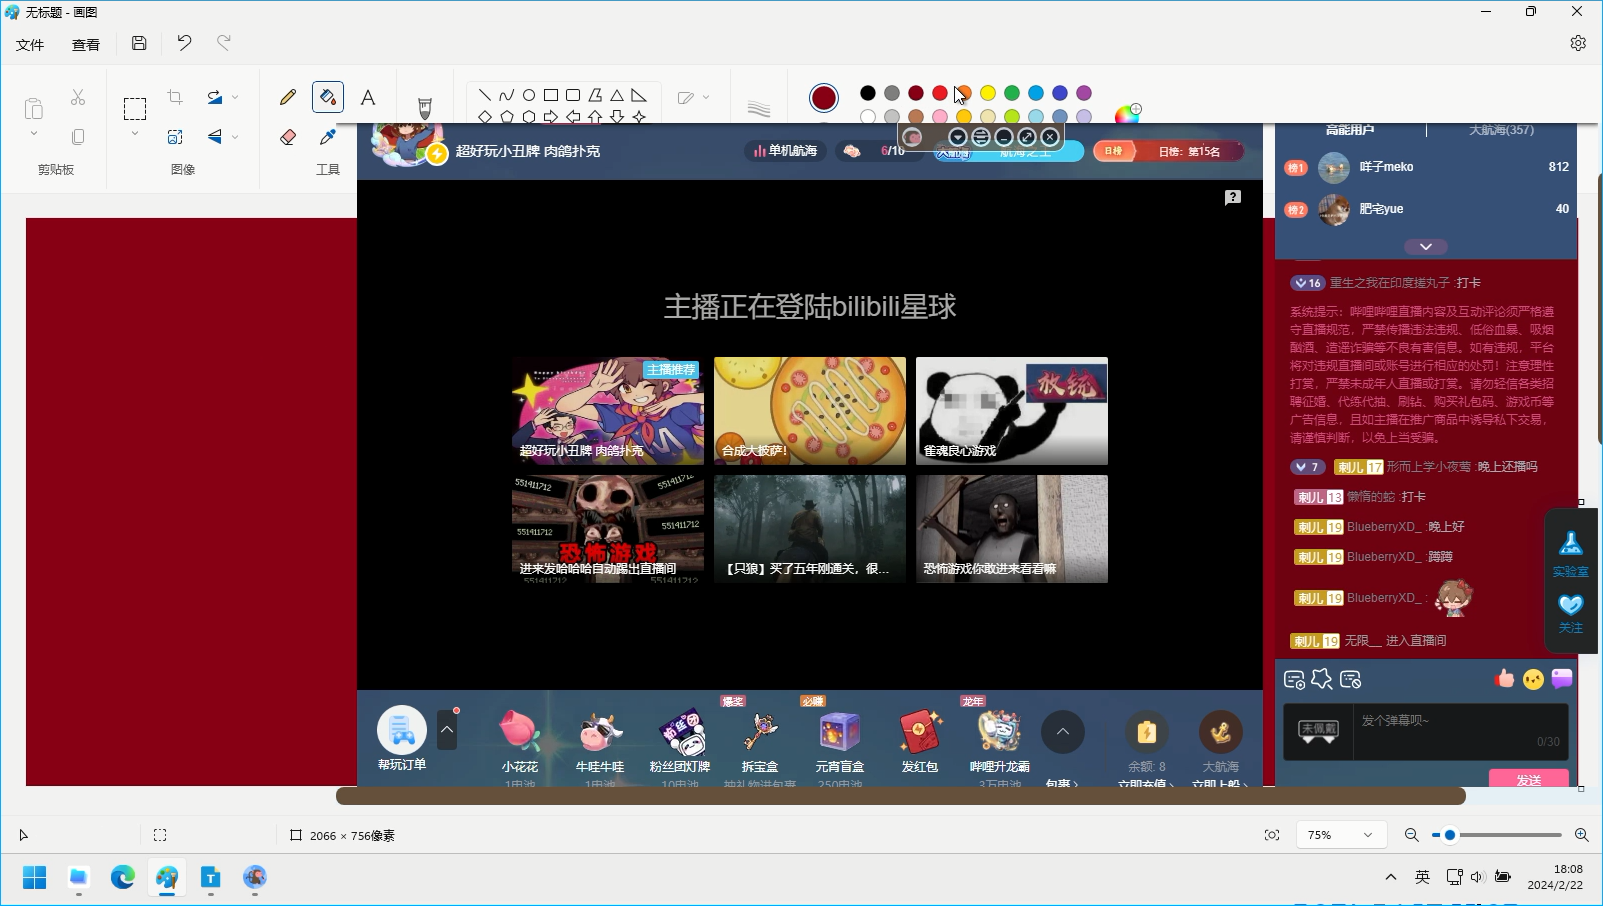 无标题 - 画图
文件
查看
剪贴板
图像
工具
超好玩小丑牌 肉鸽扑克
单机航海
6/10
大航海
航海之王
日榜
日榜：第15名
高能用户
大航海(357)
榜1
咩子meko
812
榜2
肥宅yue
40
主播正在登陆bilibili星球
主播推荐
超好玩小丑牌 肉鸽扑克
合成大披萨！
放铳
雀魂良心游戏
551411712
551411712
551411712
551411712
恐怖游戏
进来发哈哈哈自动踢出直播间
551411712
551411712
【只狼】买了五年刚通关，很...
恐怖游戏你敢进来看看嘛
16 重生之我在印度搓丸子 :打卡
系统提示：哔哩哔哩直播内容及互动评论须严格遵
守直播规范，严禁传播违法违规、低俗血暴、吸烟
酗酒、造谣诈骗等不良有害信息。如有违规，平台
将对违规直播间或账号进行相应的处罚！注意理性
打赏，严禁未成年人直播或打赏。请勿轻信各类招
聘征婚、代练代抽、刷钻、购买礼包码、游戏币等
广告信息，且如主播在推广商品中诱导私下交易，
请谨慎判断，以免上当受骗。
7 刺儿 17 形而上学小夜莺 :晚上还播吗
刺儿 13 懒惰的蛇 :打卡
刺儿 19 BlueberryXD_ :晚上好
刺儿 19 BlueberryXD_ :蹲蹲
刺儿 19 BlueberryXD_ :
刺儿 19 无限__ 进入直播间
实验室
关注
未佩戴
发个弹幕呗~
0/30
发送
帮玩订单
小花花
1电池
牛哇牛哇
1电池
粉丝团灯牌
10电池
爆奖
拆宝盒
抽礼物进包裹
必赚
元宵盲盒
250电池
发红包
龙年
哔哩升龙霸
3万电池
包裹
余额: 8
立即充值
大航海
立即上船
2066 × 756像素
75%
英
18:08
2024/2/22